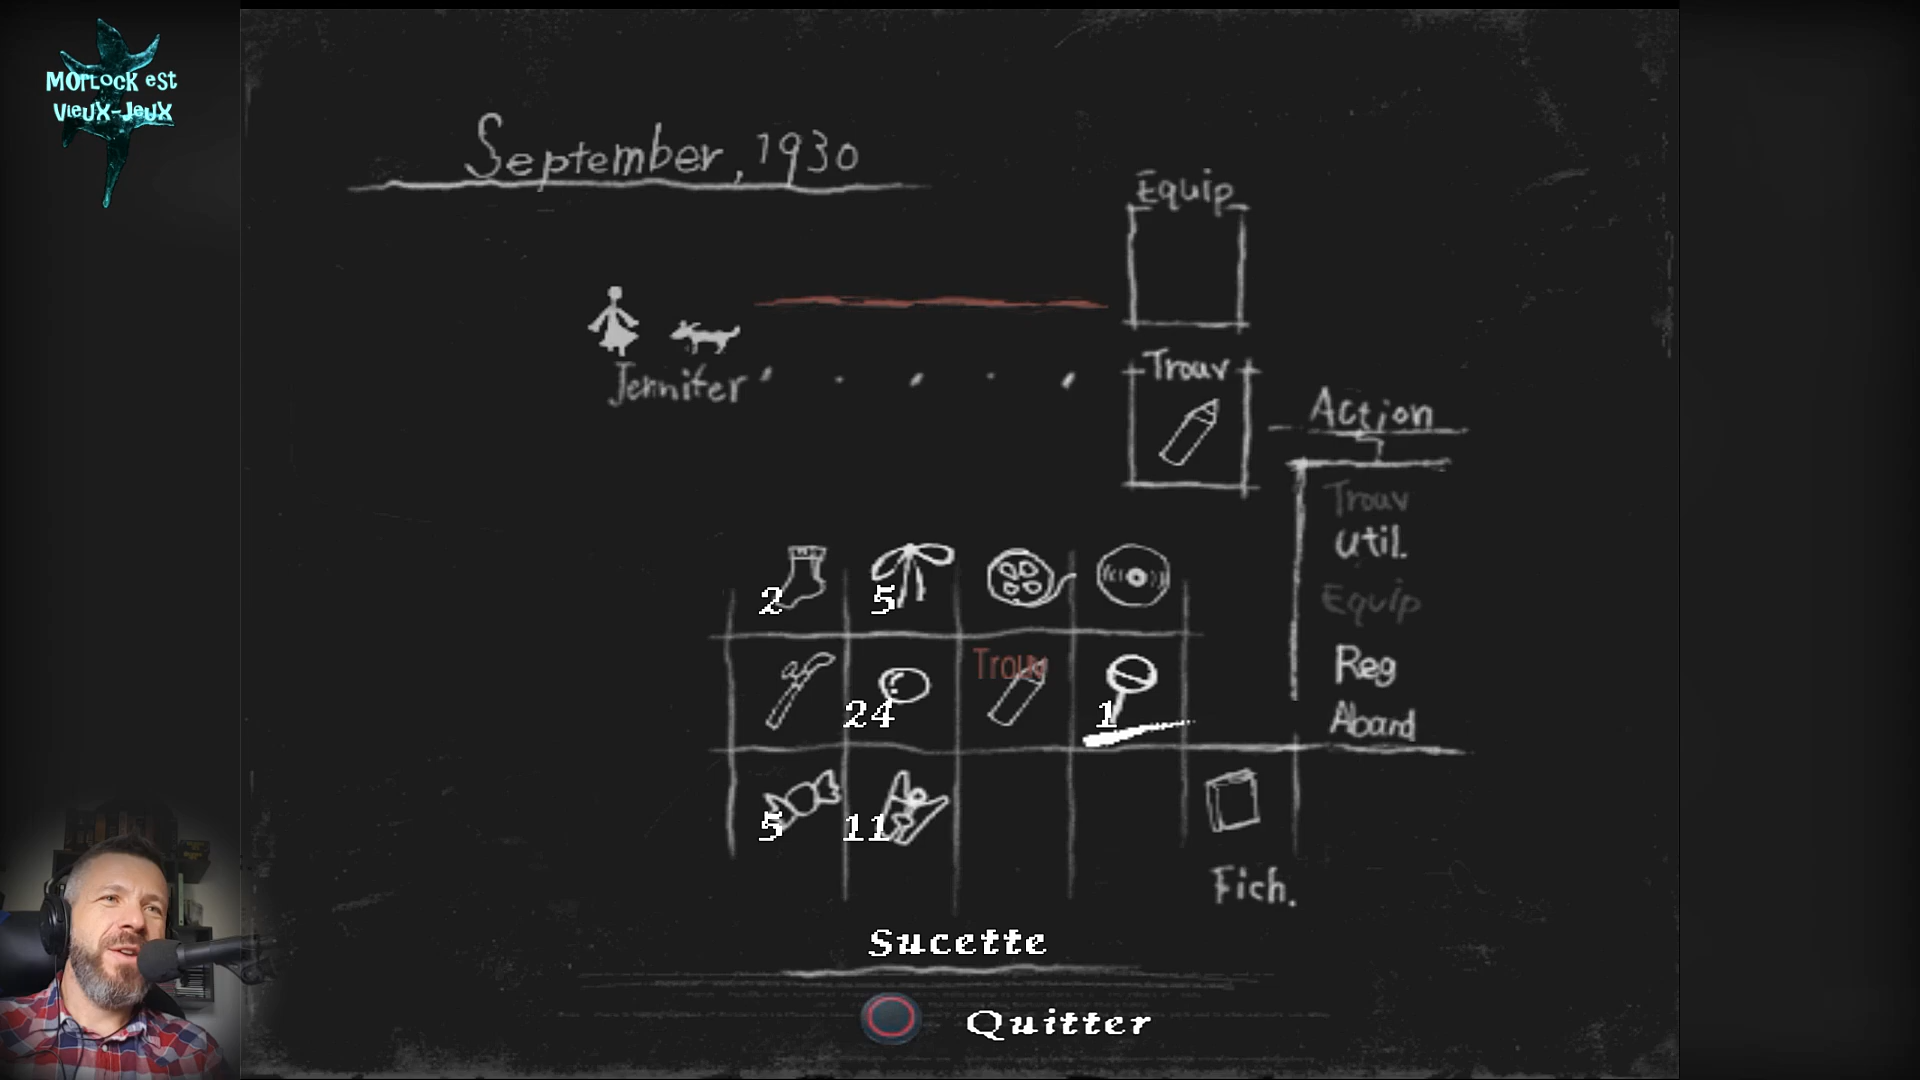 MOrLocK est
VIeUX-JeUX
September, 1930
Equip
Jennifer
Trouv
Action
Trouv
Util.
Equip
Reg
Aband
2
5
Trouv
24
1
5
11
Fich.
Sucette
Quitter